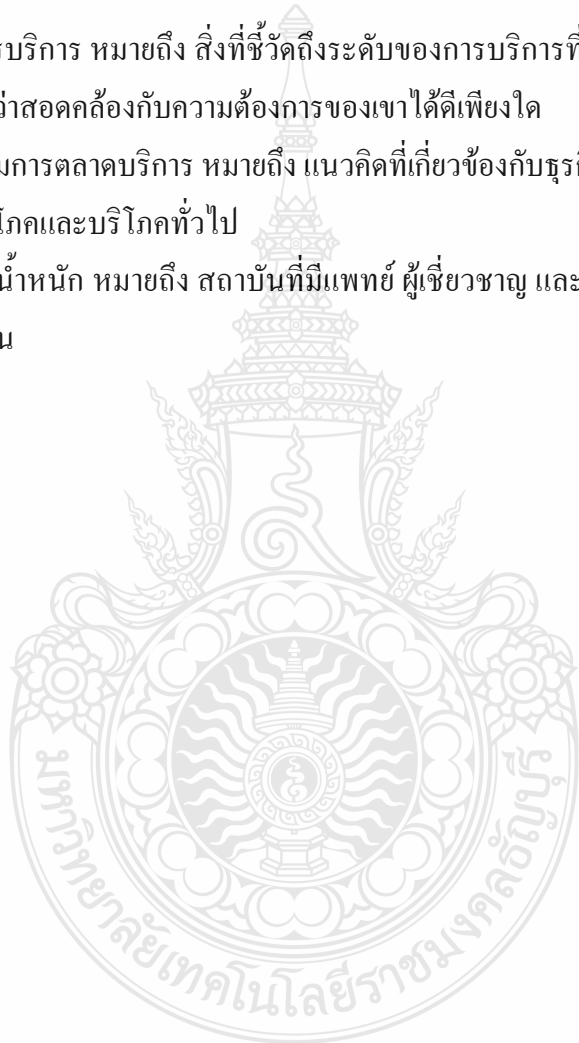 รบริการ หมายถึง สิ่งที่ชี้วัดถึงระดับของการบริการที่
ว่าสอดคล้องกับความต้องการของเขาได้ดีเพียงใด
มการตลาดบริการ หมายถึง แนวคิดที่เกี่ยวข้องกับธุรกิ
โภคและบริโภคทั่วไป
น้ำหนัก หมายถึง สถาบันที่มีแพทย์ ผู้เชี่ยวชาญ และ
น
มหาวิทยาลัยเทคโนโลยีราชมงคลธัญบุรี